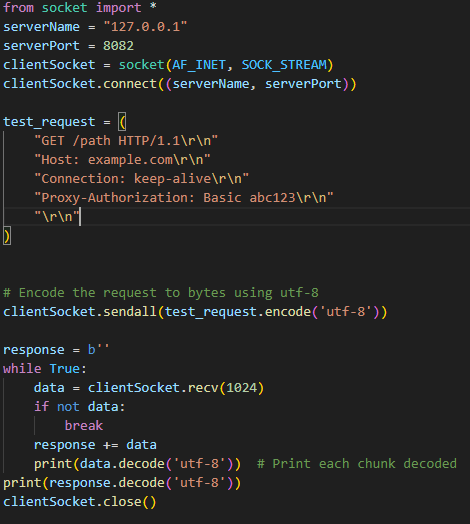 from socket import *
serverName = "127.0.0.1"
serverPort = 8082
clientSocket = socket(AF_INET, SOCK_STREAM)
clientSocket.connect((serverName, serverPort))

test_request = (
    "GET /path HTTP/1.1\r\n"
    "Host: example.com\r\n"
    "Connection: keep-alive\r\n"
    "Proxy-Authorization: Basic abc123\r\n"
    "\r\n"
)


# Encode the request to bytes using utf-8
clientSocket.sendall(test_request.encode('utf-8'))

response = b''
while True:
    data = clientSocket.recv(1024)
    if not data:
        break
    response += data
    print(data.decode('utf-8'))  # Print each chunk decoded
print(response.decode('utf-8'))
clientSocket.close()